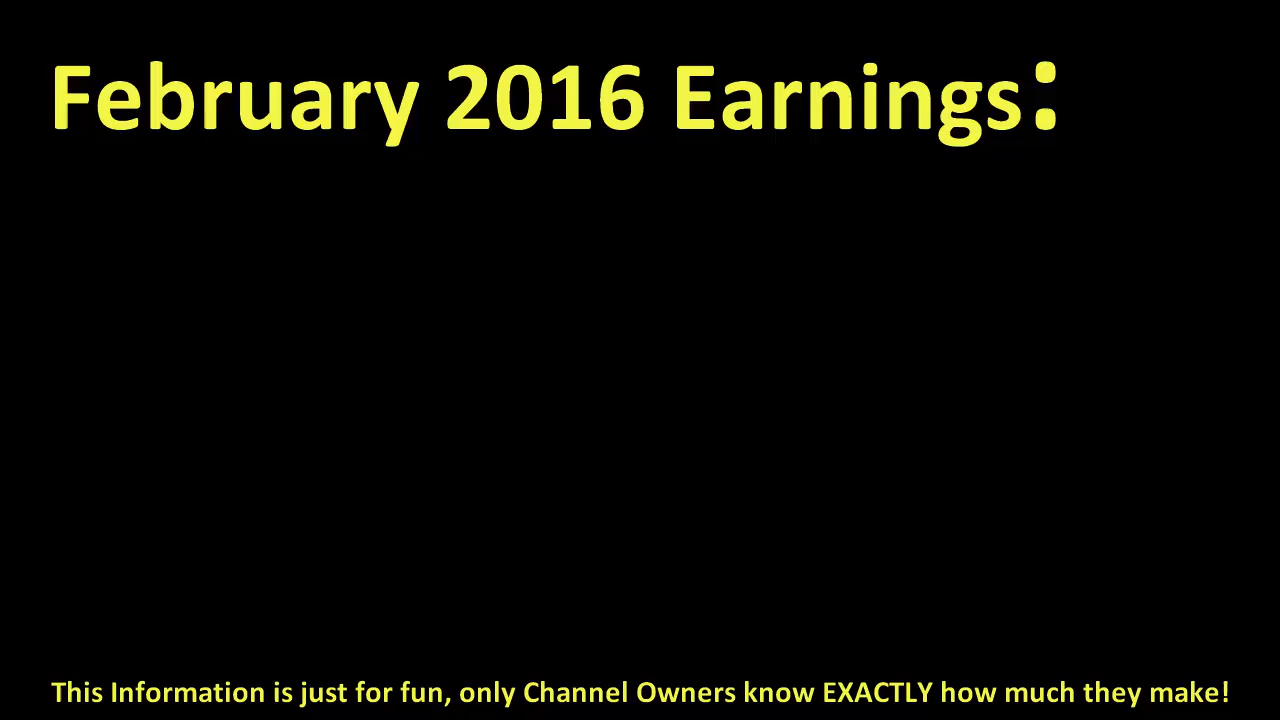 February 2016 Earnings:
This Information is just for fun, only Channel Owners know EXACTLY how much they make!